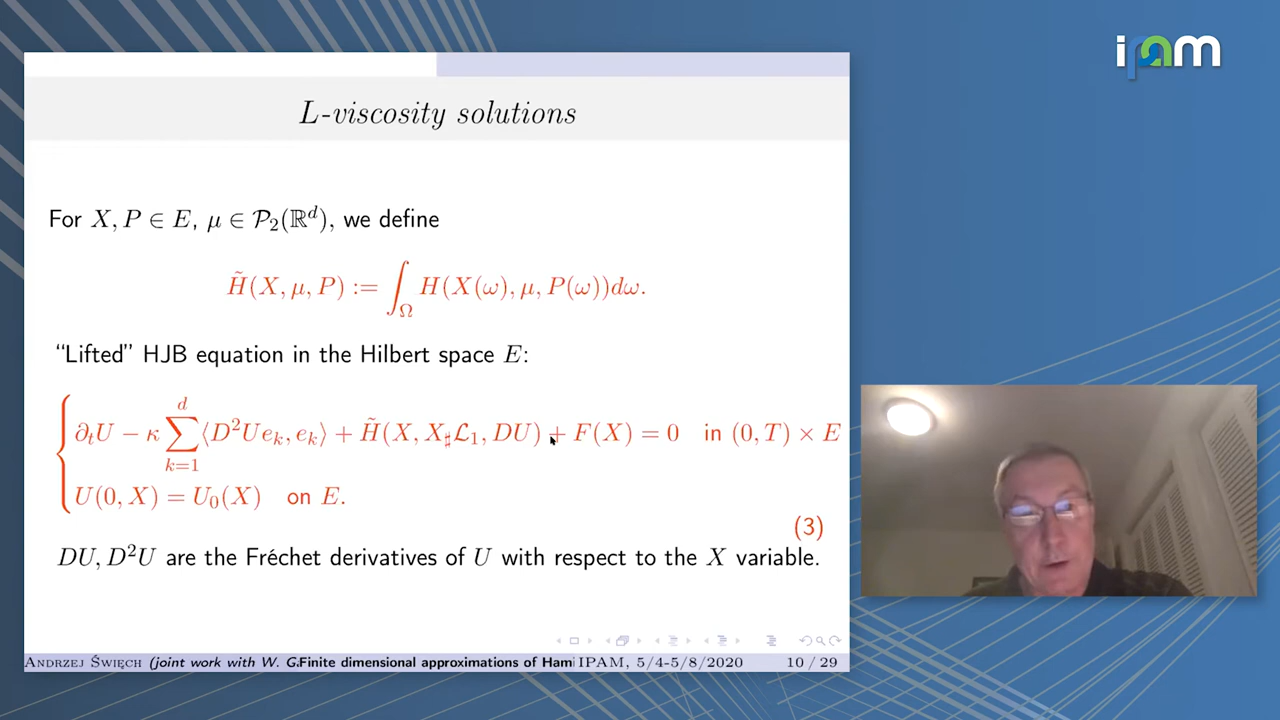 ipam
L-viscosity solutions
For X, P ∈ E, μ ∈ 𝒫₂(ℝᵈ), we define
H̃(X, μ, P) := ∫_Ω H(X(ω), μ, P(ω))dω.
“Lifted” HJB equation in the Hilbert space E:
{ ∂ₜU − κ ∑_{k=1}^{d} ⟨D²Ueₖ, eₖ⟩ + H̃(X, X_♯ℒ₁, DU) + F(X) = 0 in (0, T) × E
U(0, X) = U₀(X) on E.
(3)
DU, D²U are the Fréchet derivatives of U with respect to the X variable.
Andrzej Święch (joint work with W. G.Finite dimensional approximations of Ham IPAM, 5/4-5/8/2020 10 / 29